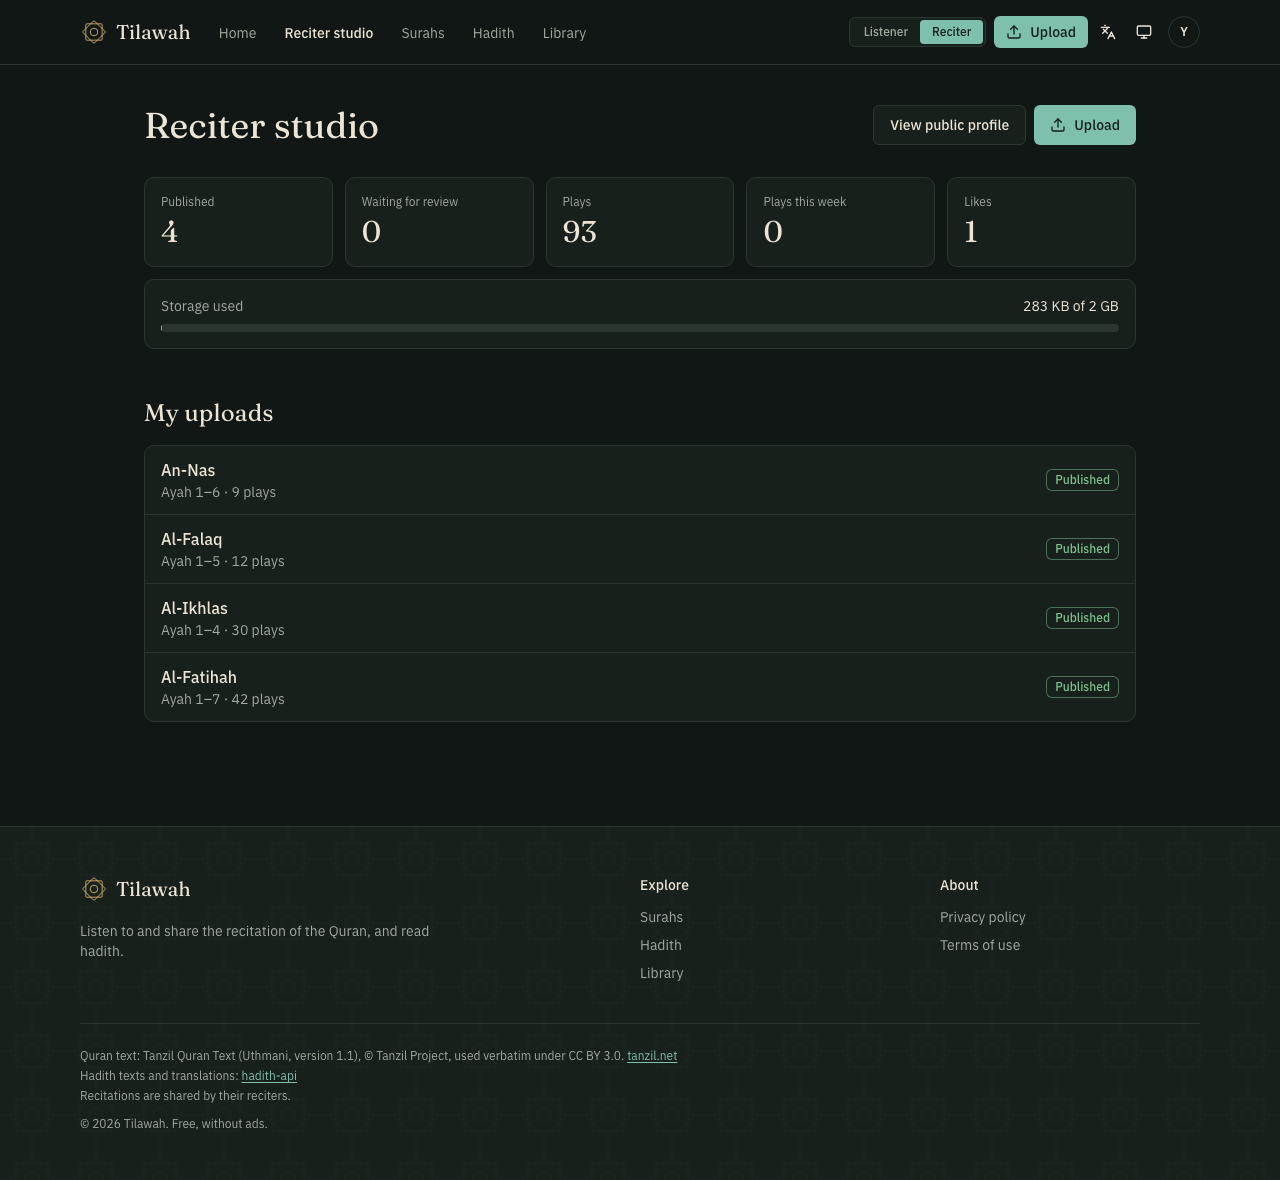 Tilawah
Home
Reciter studio
Surahs
Hadith
Library
Listener
Reciter
Upload
Y
Reciter studio
View public profile
Upload
Published
4
Waiting for review
0
Plays
93
Plays this week
0
Likes
1
Storage used
283 KB of 2 GB
My uploads
An-Nas
Ayah 1–6 · 9 plays
Published
Al-Falaq
Ayah 1–5 · 12 plays
Published
Al-Ikhlas
Ayah 1–4 · 30 plays
Published
Al-Fatihah
Ayah 1–7 · 42 plays
Published
Tilawah
Listen to and share the recitation of the Quran, and read
hadith.
Explore
Surahs
Hadith
Library
About
Privacy policy
Terms of use
Quran text: Tanzil Quran Text (Uthmani, version 1.1), © Tanzil Project, used verbatim under CC BY 3.0. tanzil.net
Hadith texts and translations: hadith-api
Recitations are shared by their reciters.
© 2026 Tilawah. Free, without ads.